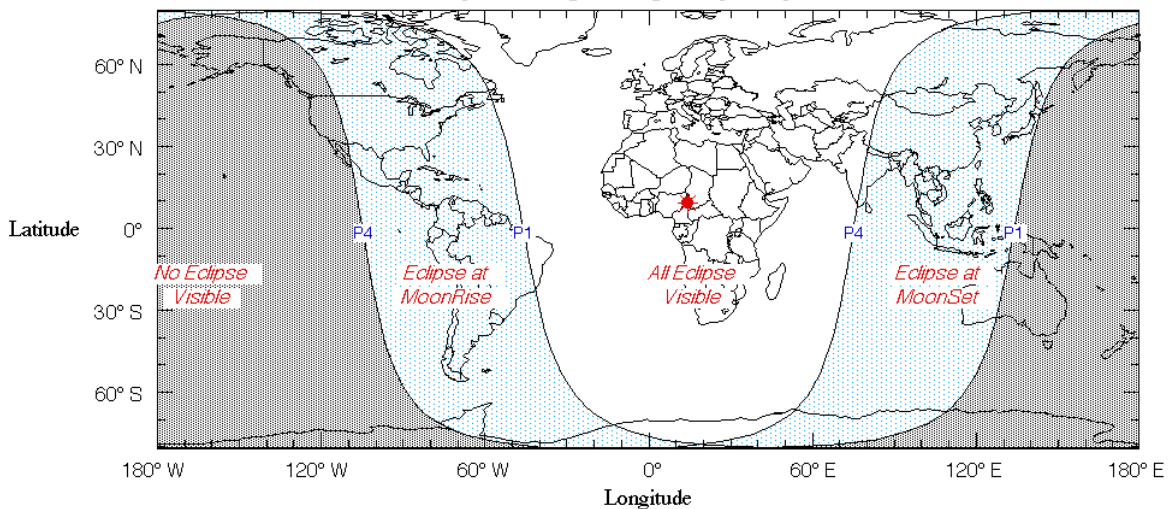 60° N
30° N
Latitude
0°
P4
P1
P4
P1
No Eclipse
Visible
Eclipse at
MoonRise
All Eclipse
Visible
Eclipse at
MoonSet
30° S
60° S
180° W
120° W
60° W
0°
60° E
120° E
180° E
Longitude